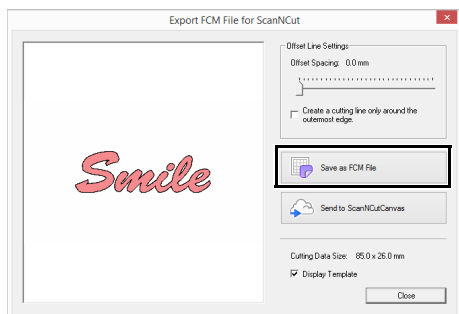 Export FCM File for ScanNCut
Offset Line Settings
Offset Spacing: 0.0 mm
Create a cutting line only around the
outermost edge.
Smile
Save as FCM File
Send to ScanNCutCanvas
Cutting Data Size: 85.0 x 26.0 mm
Display Template
Close